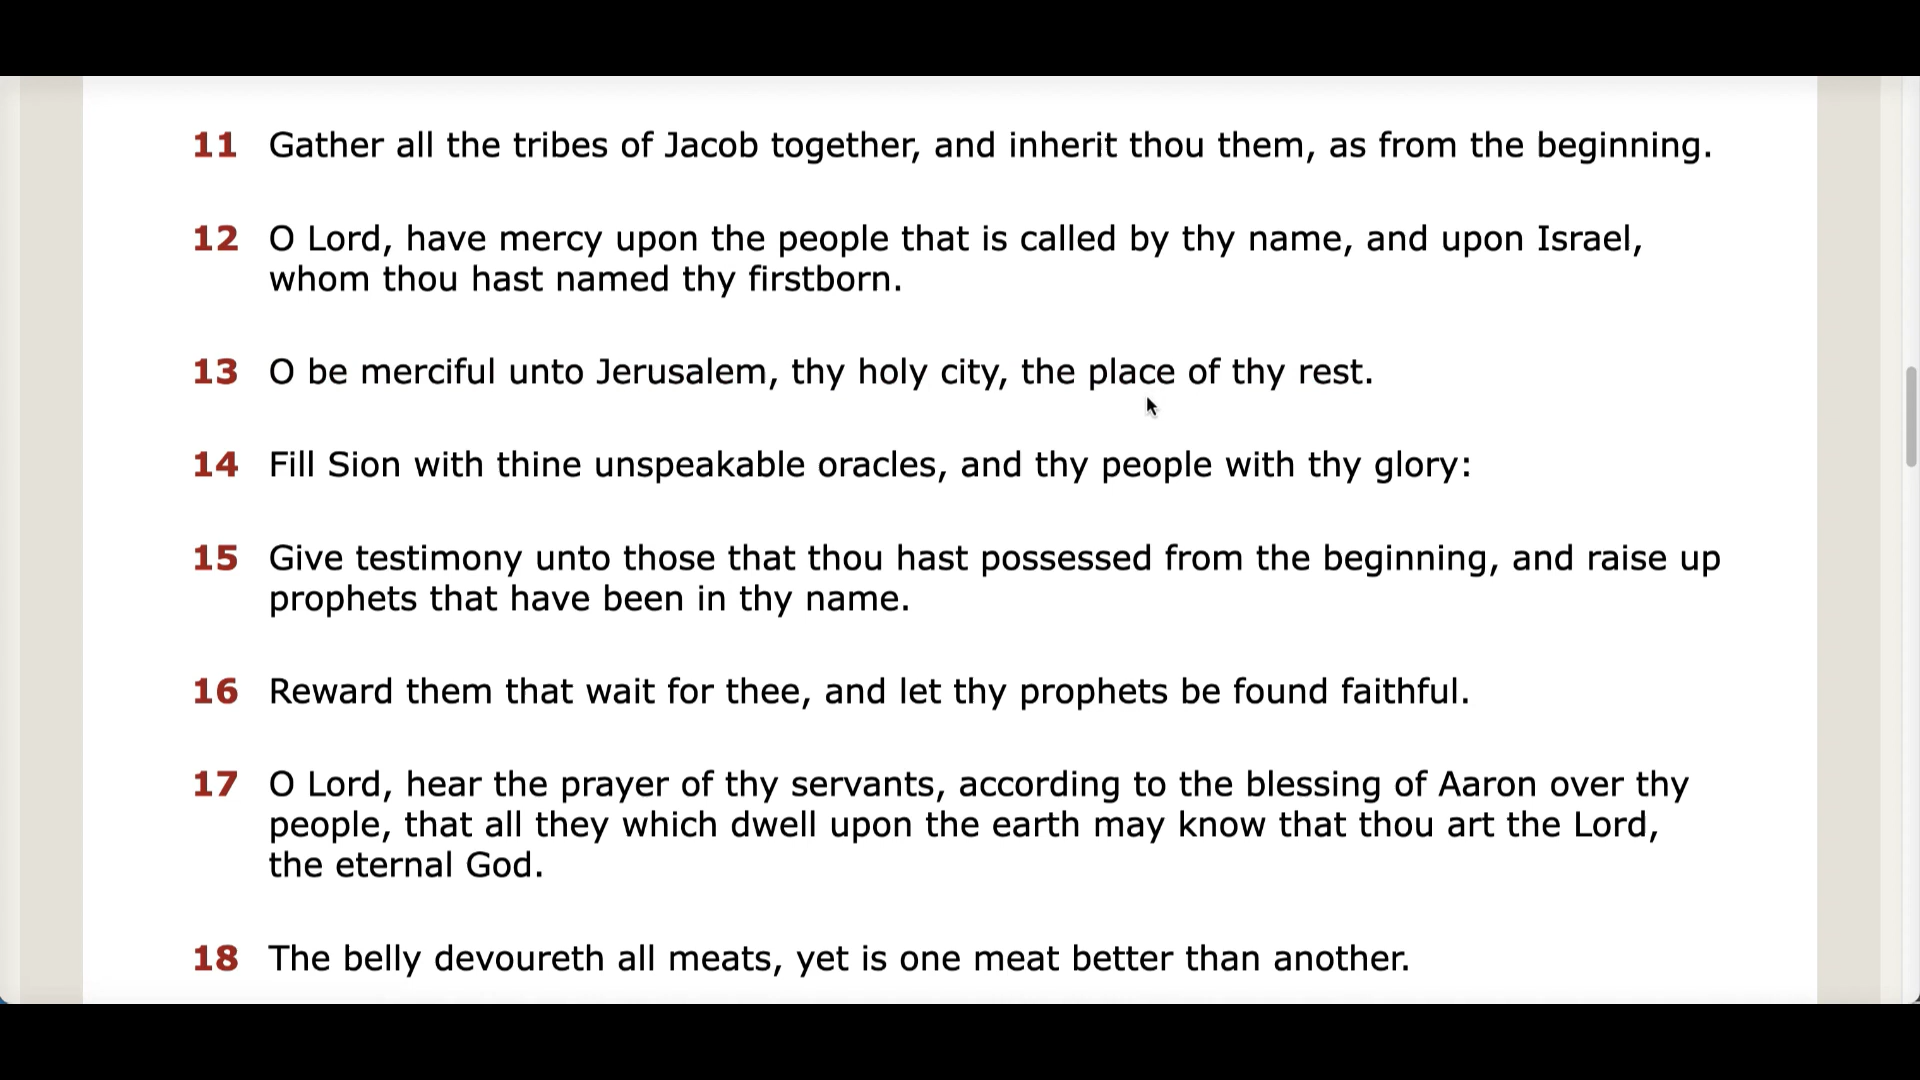 11 Gather all the tribes of Jacob together, and inherit thou them, as from the beginning.
12 O Lord, have mercy upon the people that is called by thy name, and upon Israel,
whom thou hast named thy firstborn.
13 O be merciful unto Jerusalem, thy holy city, the place of thy rest.
14 Fill Sion with thine unspeakable oracles, and thy people with thy glory:
15 Give testimony unto those that thou hast possessed from the beginning, and raise up
prophets that have been in thy name.
16 Reward them that wait for thee, and let thy prophets be found faithful.
17 O Lord, hear the prayer of thy servants, according to the blessing of Aaron over thy
people, that all they which dwell upon the earth may know that thou art the Lord,
the eternal God.
18 The belly devoureth all meats, yet is one meat better than another.